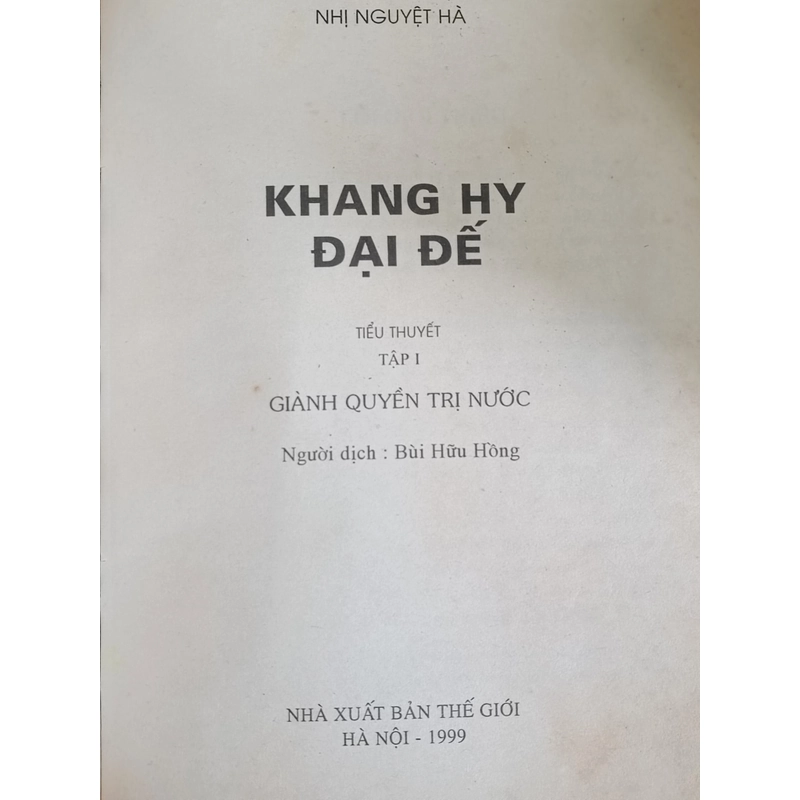 NHỊ NGUYỆT HÀ
KHANG HY
ĐẠI ĐẾ
TIỂU THUYẾT
TẬP I
GIÀNH QUYỀN TRỊ NƯỚC
Người dịch : Bùi Hữu Hồng
NHÀ XUẤT BẢN THẾ GIỚI
HÀ NỘI - 1999